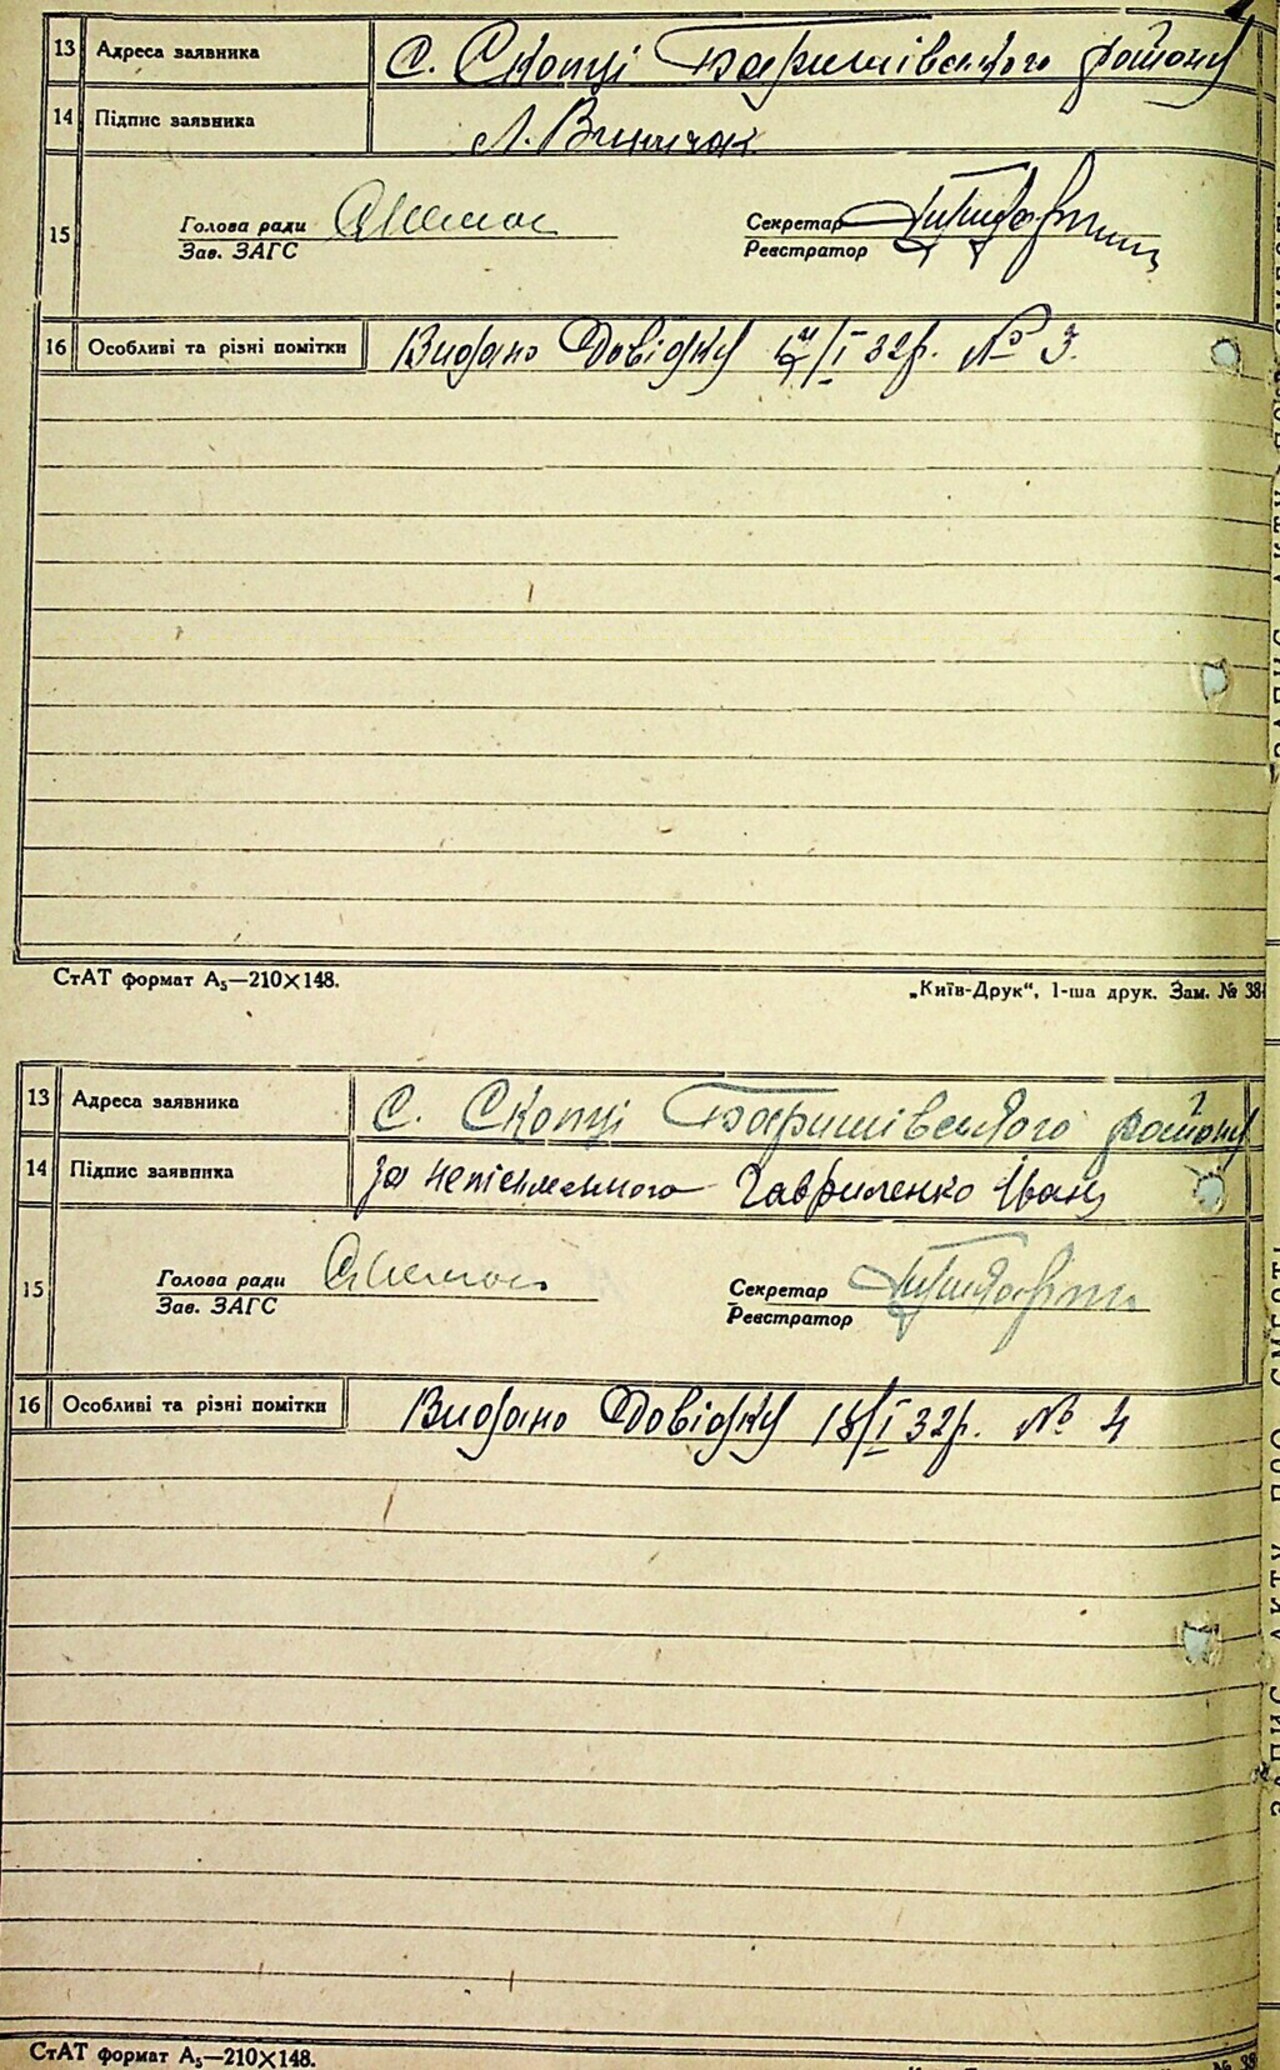 13 Адреса заявника С. Скопці Баришівського району
14 Підпис заявника Л. Винничок
15 Голова ради Секретар
Зав. ЗАГС Реєстратор
16 Особливі та різні помітки Видано Довідку /I 32р. № 3.
СтАТ формат А₅—210×148. „Київ-Друк“, 1-ша друк. Зам. № 38
13 Адреса заявника С. Скопці Баришівського району
14 Підпис заявника за неписьменного Гавриленко Іван
15 Голова ради Секретар
Зав. ЗАГС Реєстратор
16 Особливі та різні помітки Видано Довідку 18/I 32р. № 4
СтАТ формат А₅—210×148.